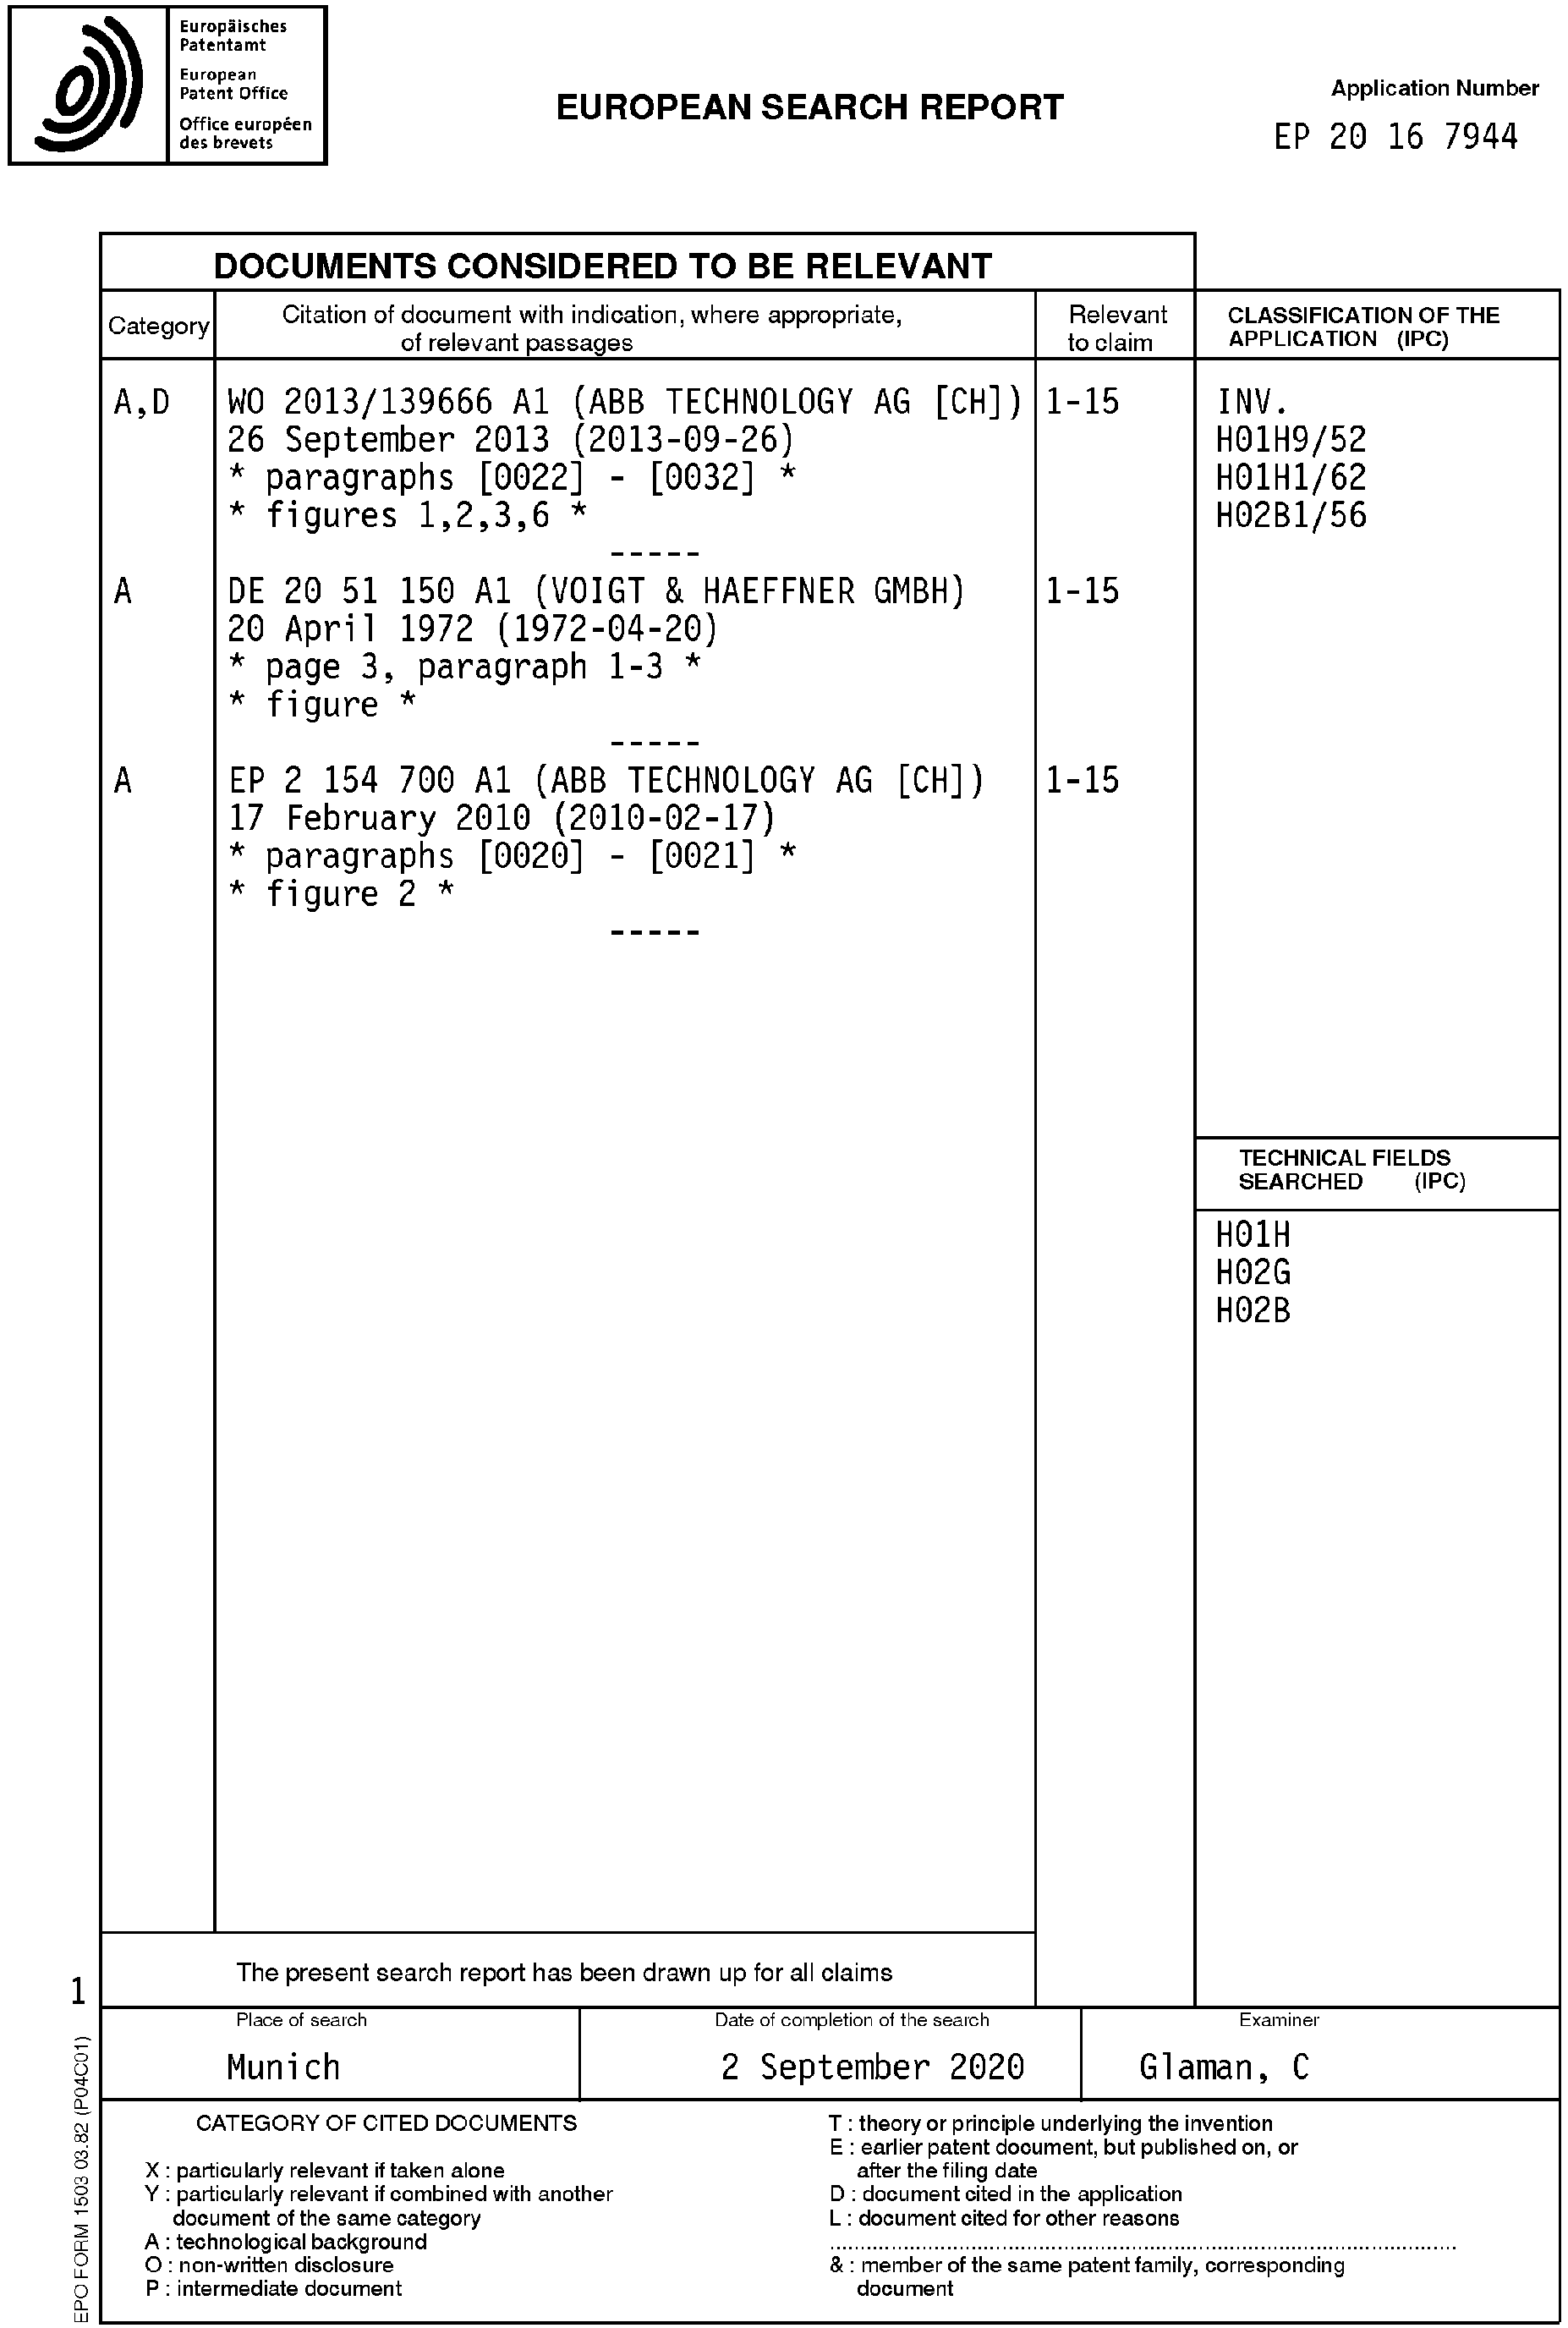 Europäisches
Patentamt
European
Patent Office
Office européen
des brevets
EUROPEAN SEARCH REPORT
Application Number
EP 20 16 7944
DOCUMENTS CONSIDERED TO BE RELEVANT
Category
Citation of document with indication, where appropriate,
of relevant passages
Relevant
to claim
CLASSIFICATION OF THE
APPLICATION (IPC)
A,D
WO 2013/139666 A1 (ABB TECHNOLOGY AG [CH])
26 September 2013 (2013-09-26)
* paragraphs [0022] - [0032] *
* figures 1,2,3,6 *
-----
1-15
A
DE 20 51 150 A1 (VOIGT & HAEFFNER GMBH)
20 April 1972 (1972-04-20)
* page 3, paragraph 1-3 *
* figure *
-----
1-15
A
EP 2 154 700 A1 (ABB TECHNOLOGY AG [CH])
17 February 2010 (2010-02-17)
* paragraphs [0020] - [0021] *
* figure 2 *
-----
1-15
INV.
H01H9/52
H01H1/62
H02B1/56
TECHNICAL FIELDS
SEARCHED (IPC)
H01H
H02G
H02B
The present search report has been drawn up for all claims
1
Place of search
Munich
Date of completion of the search
2 September 2020
Examiner
Glaman, C
EPO FORM 1503 03.82 (P04C01)
CATEGORY OF CITED DOCUMENTS
X : particularly relevant if taken alone
Y : particularly relevant if combined with another
document of the same category
A : technological background
O : non-written disclosure
P : intermediate document
T : theory or principle underlying the invention
E : earlier patent document, but published on, or
after the filing date
D : document cited in the application
L : document cited for other reasons
& : member of the same patent family, corresponding
document